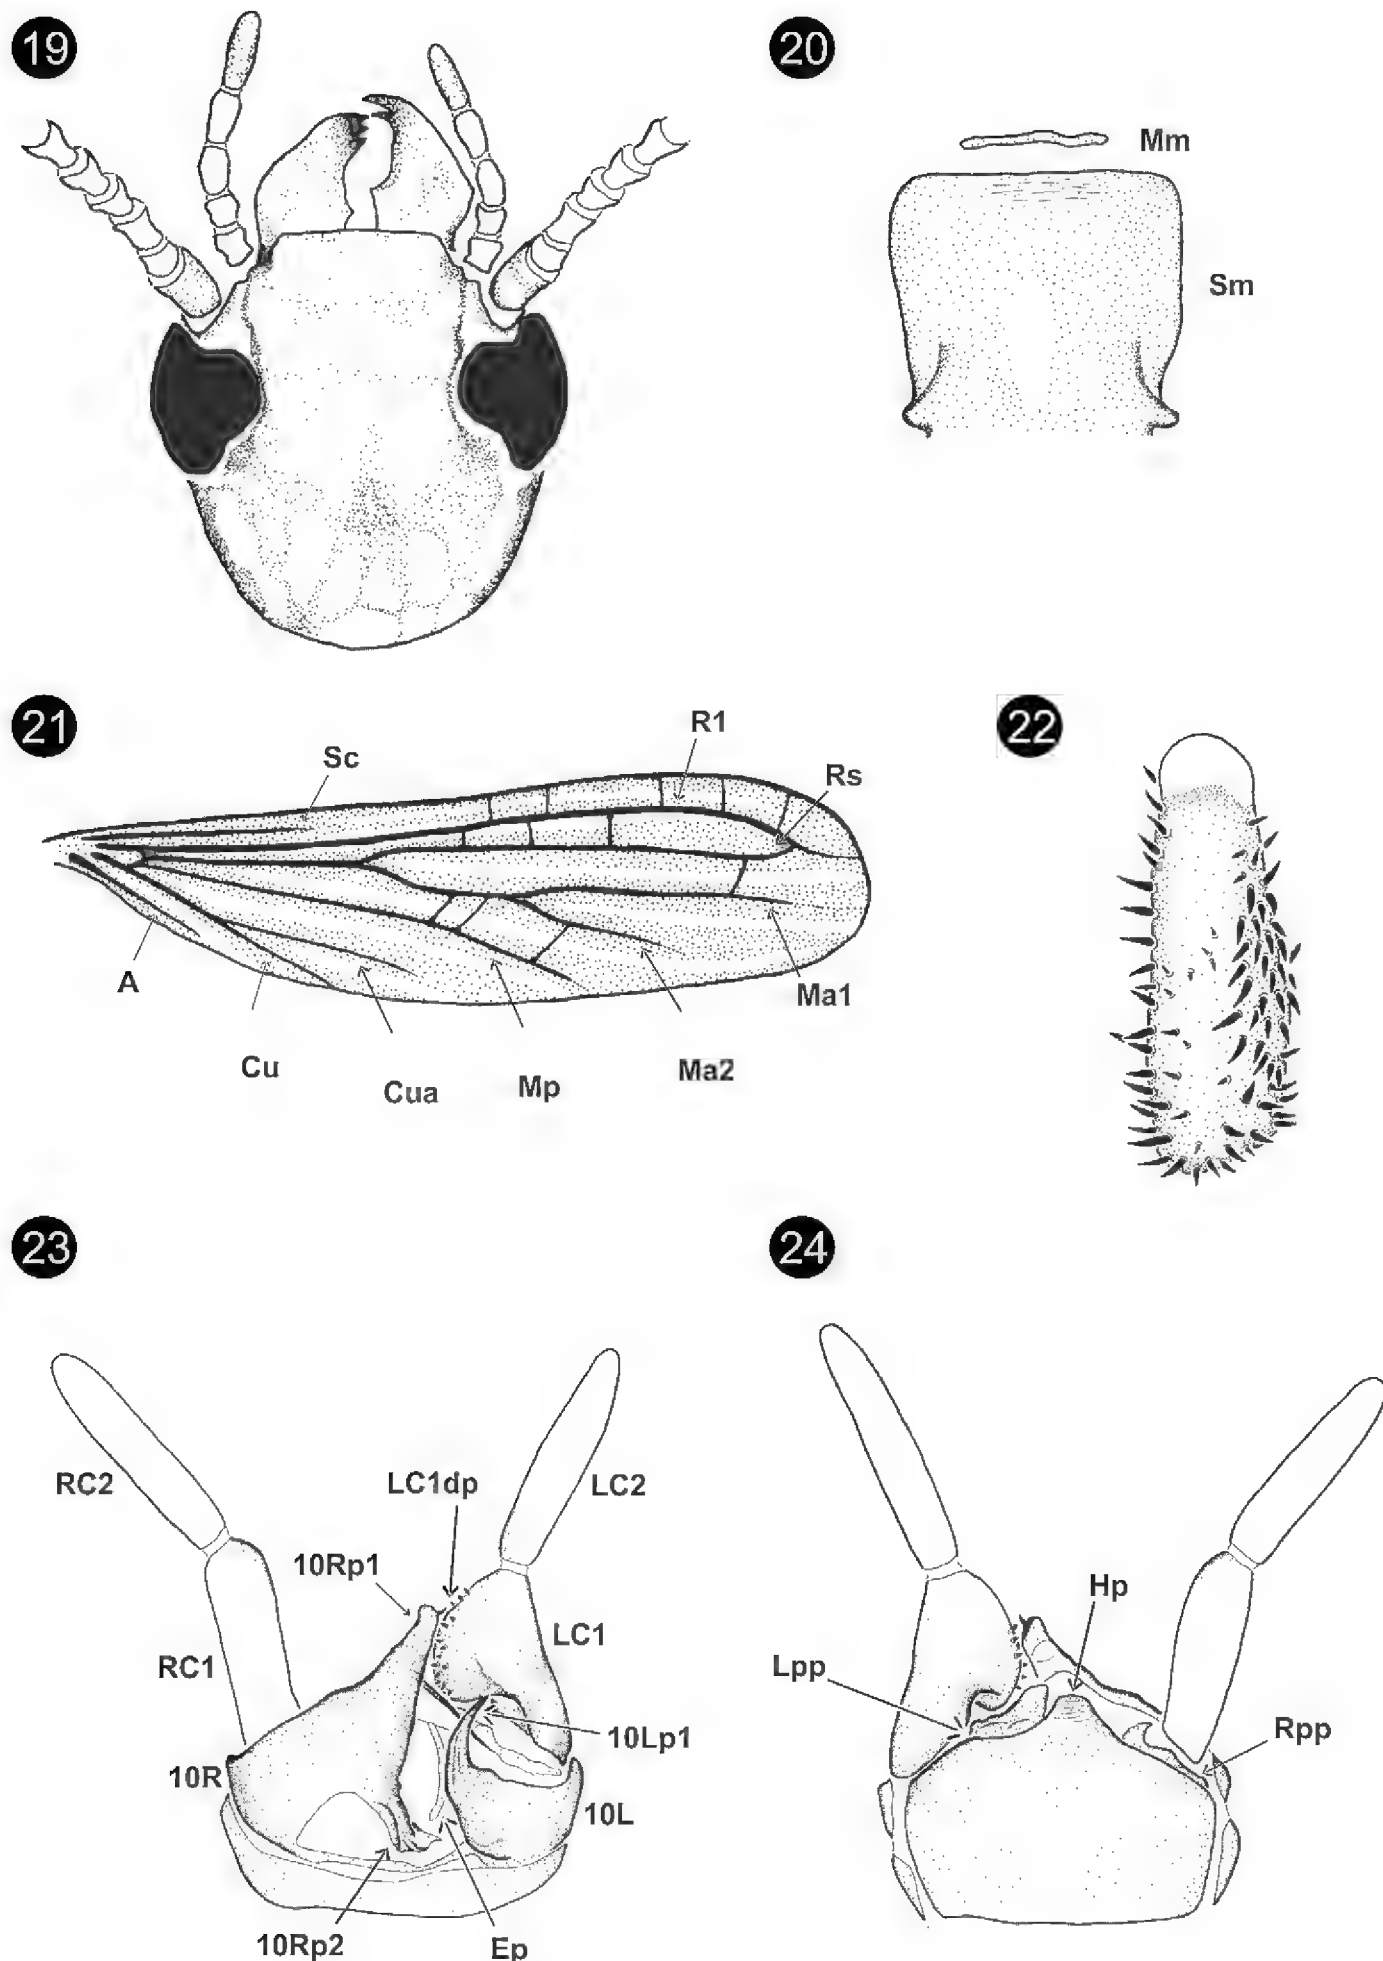 19
20
Mm
Sm
21
R1
Sc
Rs
A
Ma1
Cu
Cua
Mp
Ma2
22
23
RC2
LC1dp
LC2
10Rp1
RC1
LC1
10Lp1
10R
10L
10Rp2
Ep
24
Hp
Lpp
Rpp